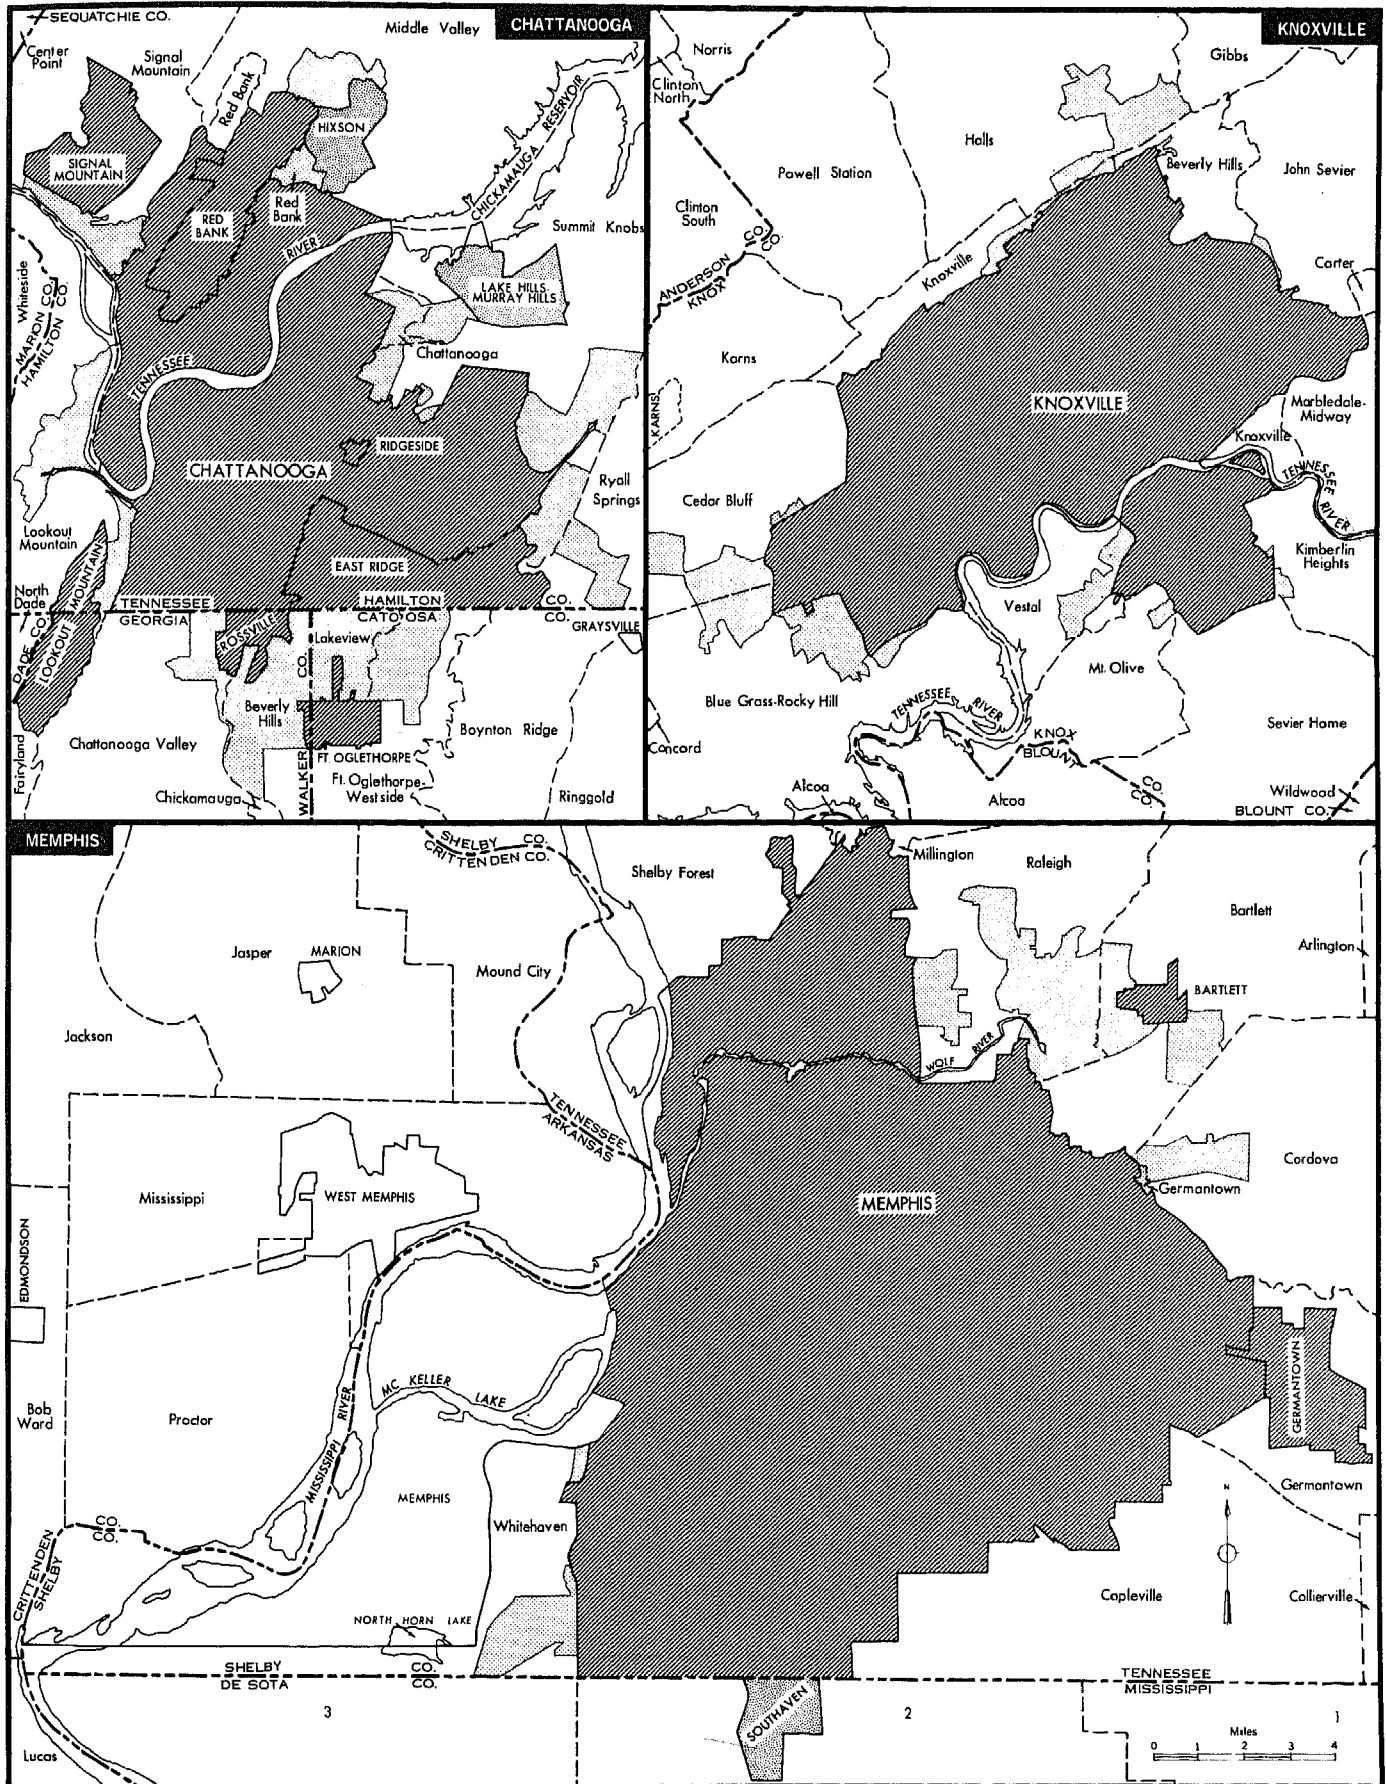 CHATTANOOGA
SEQUATCHIE CO.
Middle Valley
Center
Point
Signal
Mountain
Red Bank
HIXSON
CHICKAMAUGA RESERVOIR
SIGNAL
MOUNTAIN
RED
BANK
Red
Bank
Summit Knobs
RIVER
LAKE HILLS-
MURRAY HILLS
Whiteside
MARION CO.
HAMILTON CO.
TENNESSEE
Chattanooga
RIDGESIDE
CHATTANOOGA
Ryall
Springs
Lookout
Mountain
EAST RIDGE
North
Dade
LOOKOUT MOUNTAIN
DADE CO.
TENNESSEE
GEORGIA
HAMILTON CO.
CATOOSA CO.
GRAYSVILLE
ROSSVILLE
Lakeview
WALKER CO.
Beverly
Hills
Boynton Ridge
Fairyland
Chattanooga Valley
FT. OGLETHORPE
Ft. Oglethorpe-
Westside
Chickamauga
Ringgold
KNOXVILLE
Norris
Clinton
North
Gibbs
Halls
Powell Station
Beverly Hills
John Sevier
Clinton
South
CO.
CO.
ANDERSON
KNOX
Knoxville
Carter
Karns
KARNS
KNOXVILLE
Marbledale-
Midway
Knoxville
TENNESSEE
RIVER
Cedar Bluff
Kimberlin
Heights
Vestal
Mt. Olive
Blue Grass-Rocky Hill
TENNESSEE RIVER
Sevier Home
Concord
KNOX
BLOUNT
CO.
CO.
Alcoa
Alcoa
Wildwood
BLOUNT CO.
MEMPHIS
SHELBY CO.
CRITTENDEN CO.
Shelby Forest
Millington
Raleigh
Bartlett
Arlington
Jasper
MARION
Mound City
BARTLETT
Jackson
WOLF RIVER
TENNESSEE
ARKANSAS
Mississippi
WEST MEMPHIS
MEMPHIS
Cordova
Germantown
EDMONDSON
GERMANTOWN
MC KELLER LAKE
Bob
Ward
Proctor
MISSISSIPPI RIVER
MEMPHIS
Whitehaven
Germantown
N
CO.
CO.
CRITTENDEN
SHELBY
Capleville
Collierville
NORTH HORN LAKE
SHELBY CO.
DE SOTA CO.
TENNESSEE
MISSISSIPPI
3
2
1
SOUTHAVEN
Lucas
Miles
0 1 2 3 4